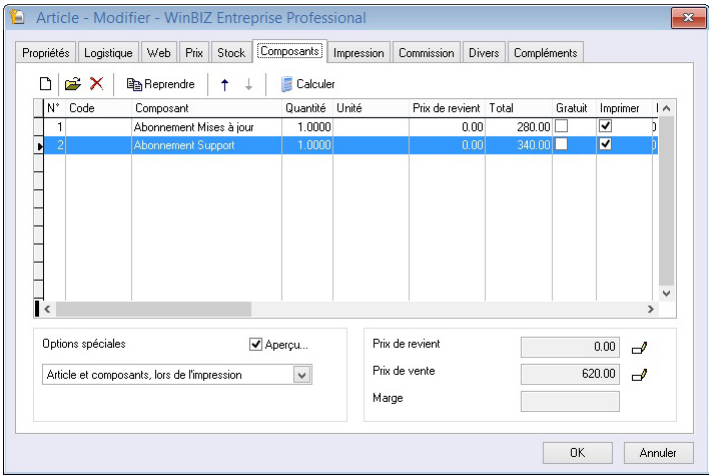 Article - Modifier - WinBIZ Entreprise Professional
Propriétés Logistique Web Prix Stock Composants Impression Commission Divers Compléments
Reprendre Calculer
N° Code Composant Quantité Unité Prix de revient Total Gratuit Imprimer
1 Abonnement Mises à jour 1.0000 0.00 280.00
2 Abonnement Support 1.0000 0.00 340.00
Options spéciales Aperçu...
Article et composants, lors de l'impression
Prix de revient 0.00
Prix de vente 620.00
Marge
OK Annuler